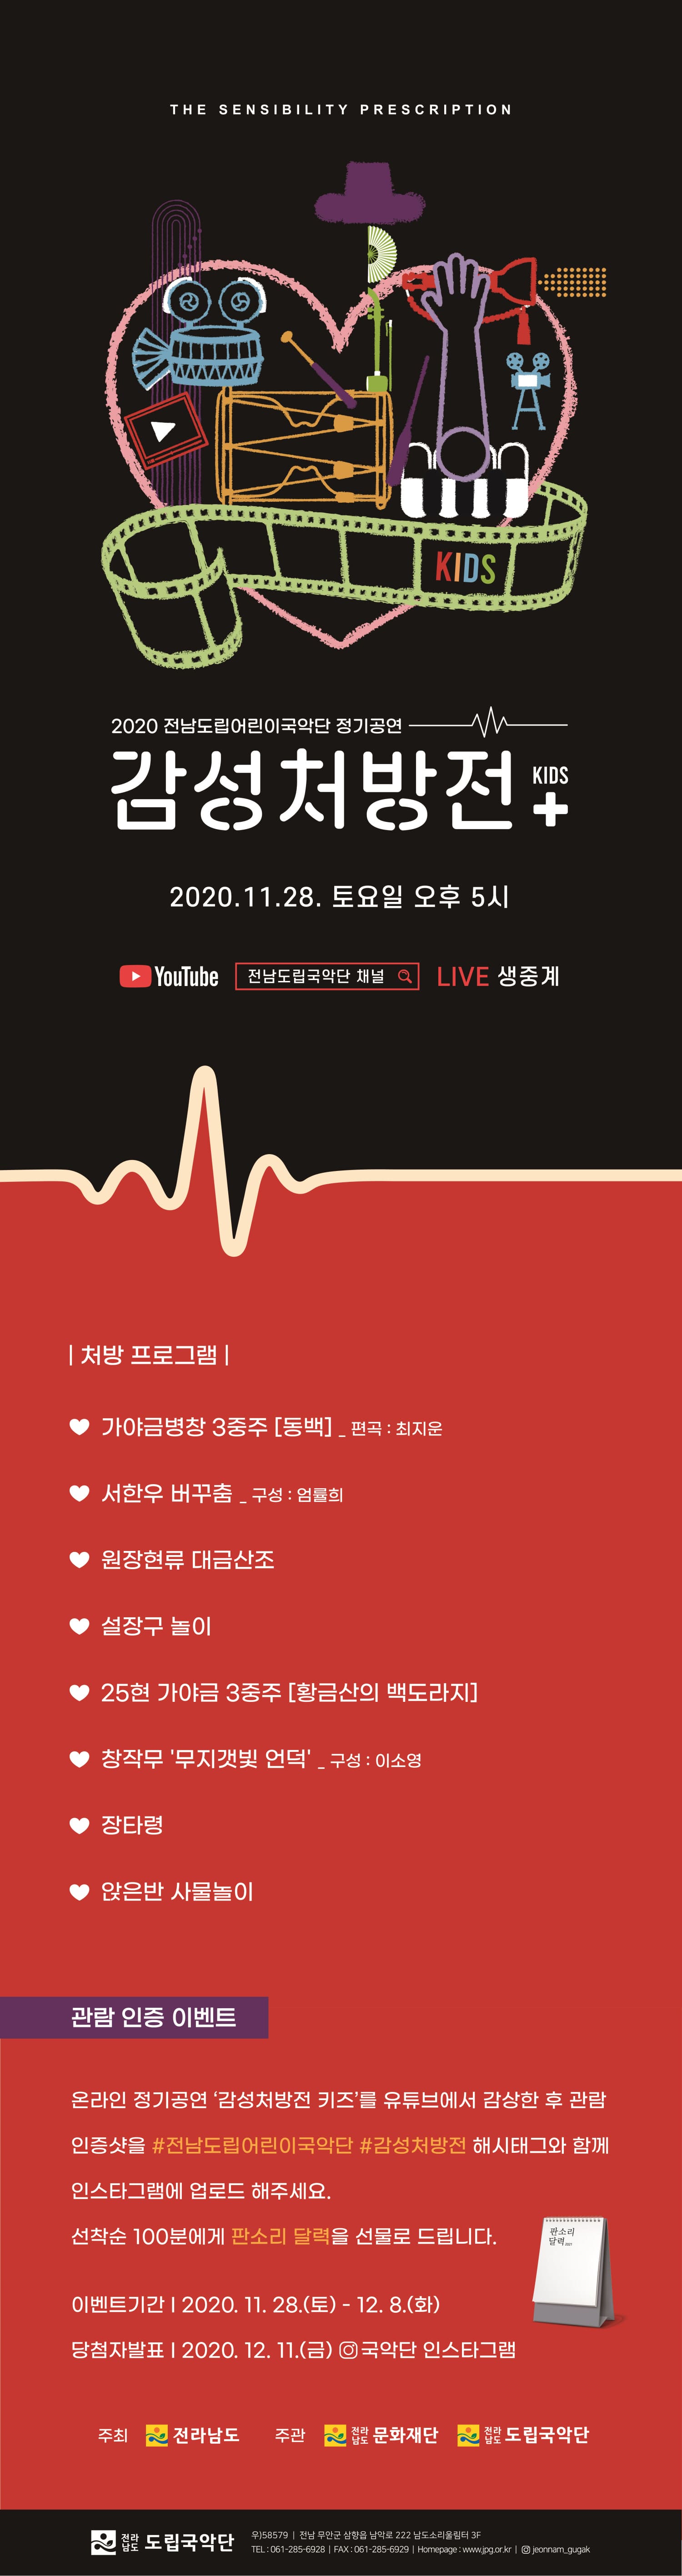 THE SENSIBILITY PRESCRIPTION
KIDS
2020 전남도립어린이국악단 정기공연
감성처방전 KIDS +
2020.11.28. 토요일 오후 5시
YouTube 전남도립국악단 채널 LIVE 생중계
| 처방 프로그램 |
가야금병창 3중주 [동백] _ 편곡 : 최지운
서한우 버꾸춤 _ 구성 : 엄률희
원장현류 대금산조
설장구 놀이
25현 가야금 3중주 [황금산의 백도라지]
창작무 '무지갯빛 언덕' _ 구성 : 이소영
장타령
앉은반 사물놀이
관람 인증 이벤트
온라인 정기공연 ‘감성처방전 키즈’를 유튜브에서 감상한 후 관람
인증샷을 #전남도립어린이국악단 #감성처방전 해시태그와 함께
인스타그램에 업로드 해주세요.
선착순 100분에게 판소리 달력을 선물로 드립니다.
판소리
달력
이벤트기간 I 2020. 11. 28.(토) - 12. 8.(화)
당첨자발표 I 2020. 12. 11.(금) 국악단 인스타그램
주최 전라남도 주관 전라남도 문화재단 전라남도 도립국악단
전라남도 도립국악단
우)58579 | 전남 무안군 삼향읍 남악로 222 남도소리울림터 3F
TEL : 061-285-6928 | FAX : 061-285-6929 | Homepage : www.jpg.or.kr | jeonnam_gugak